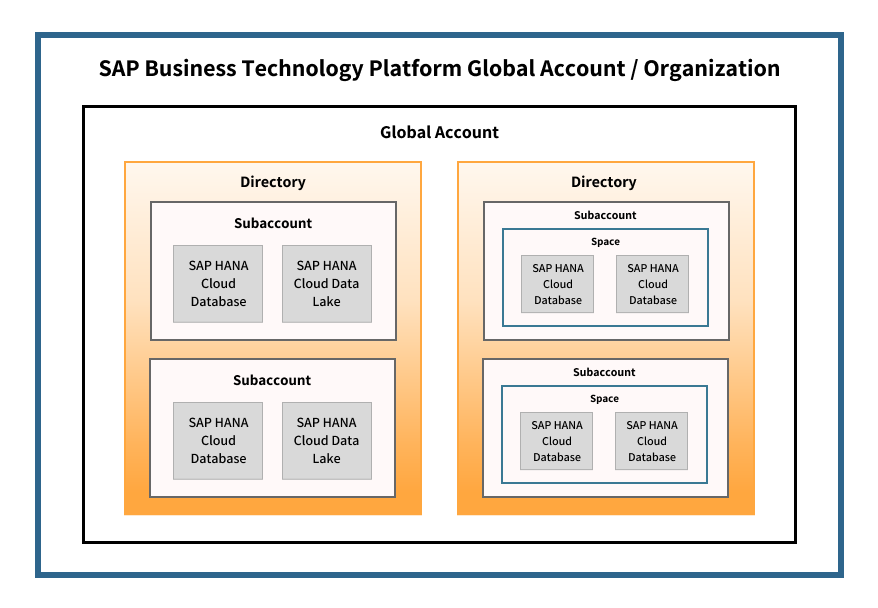 SAP Business Technology Platform Global Account / Organization
Global Account
Directory
Subaccount
SAP HANA
Cloud
Database
SAP HANA
Cloud Data
Lake
Subaccount
SAP HANA
Cloud
Database
SAP HANA
Cloud Data
Lake
Directory
Subaccount
Space
SAP HANA
Cloud
Database
SAP HANA
Cloud
Database
Subaccount
Space
SAP HANA
Cloud
Database
SAP HANA
Cloud
Database